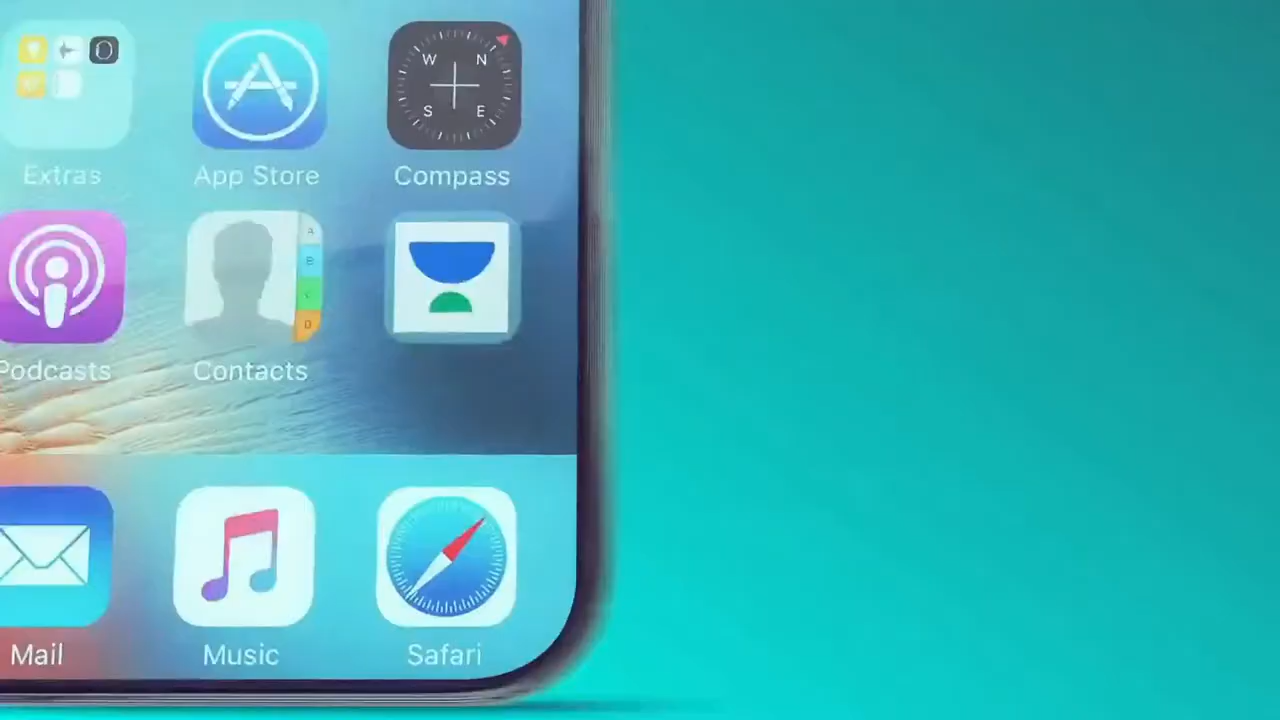 W N
S E
Extras
App Store
Compass
A
B
C
D
Podcasts
Contacts
Mail
Music
Safari